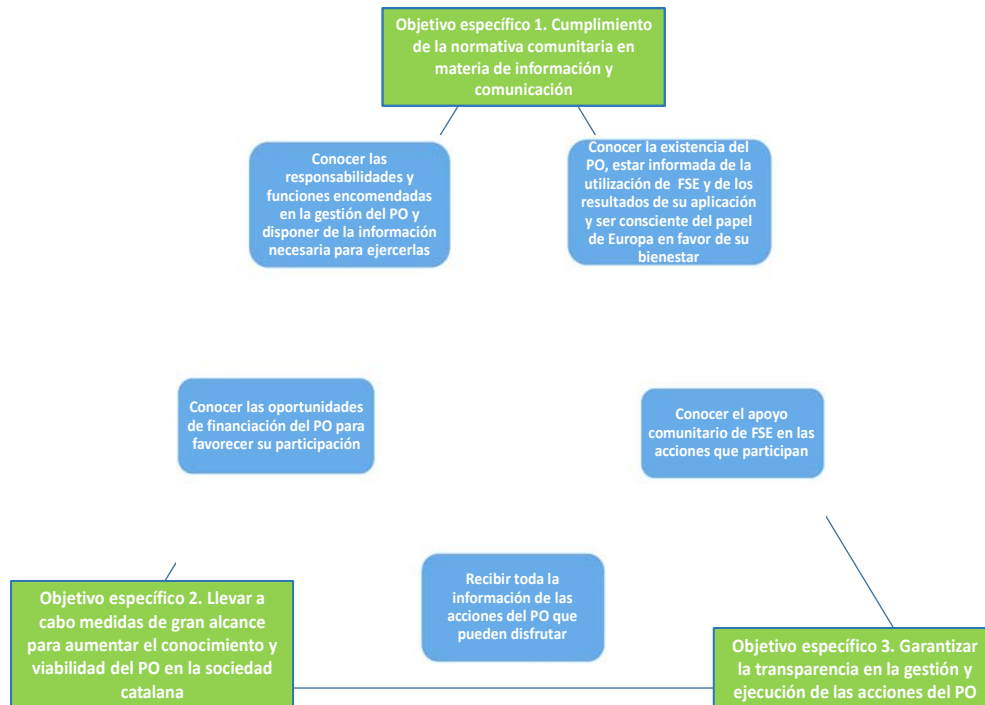 Objetivo específico 1. Cumplimiento
de la normativa comunitaria en
materia de información y
comunicación
Conocer las
responsabilidades y
funciones encomendadas
en la gestión del PO y
disponer de la información
necesaria para ejercerlas
Conocer la existencia del
PO, estar informada de la
utilización de FSE y de los
resultados de su aplicación
y ser consciente del papel
de Europa en favor de su
bienestar
Conocer las oportunidades
de financiación del PO para
favorecer su participación
Conocer el apoyo
comunitario de FSE en las
acciones que participan
Recibir toda la
información de las
acciones del PO que
pueden disfrutar
Objetivo específico 2. Llevar a
cabo medidas de gran alcance
para aumentar el conocimiento y
viabilidad del PO en la sociedad
catalana
Objetivo específico 3. Garantizar
la transparencia en la gestión y
ejecución de las acciones del PO